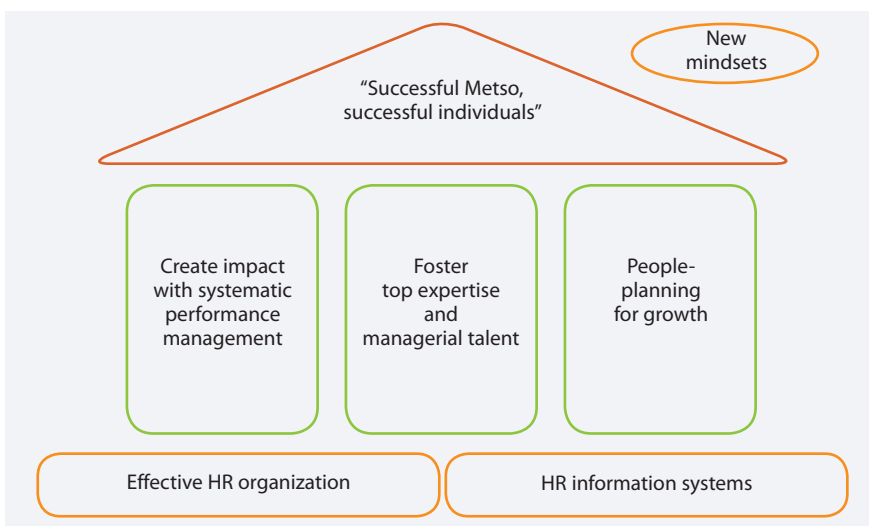 New
mindsets
“Successful Metso,
successful individuals”
Create impact
with systematic
performance
management
Foster
top expertise
and
managerial talent
People-
planning
for growth
Effective HR organization
HR information systems